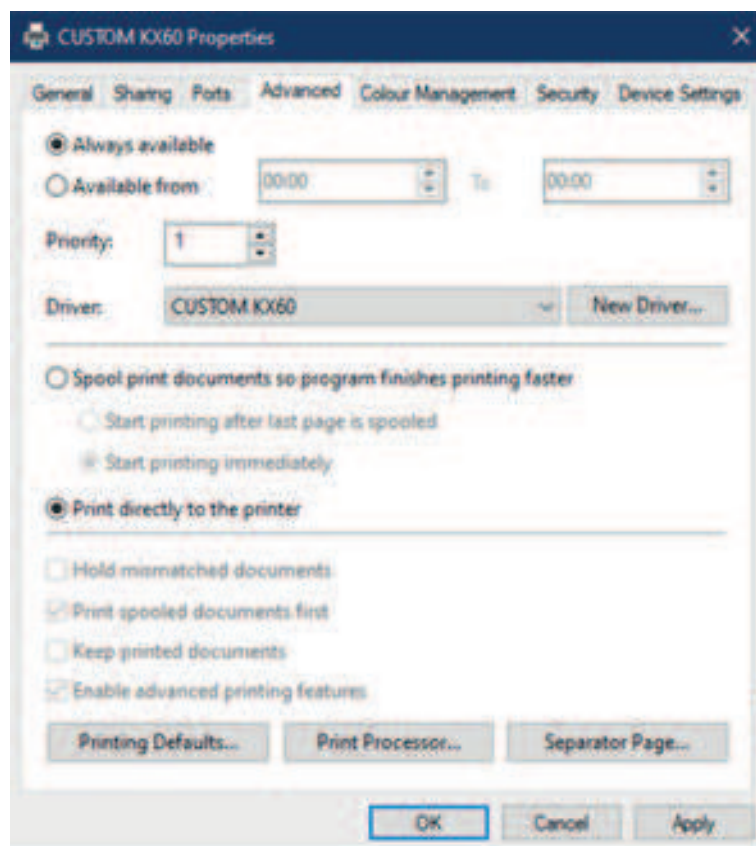 CUSTOM KX60 Properties
General Sharing Ports Advanced Colour Management Security Device Settings
Always available
Available from 00:00 To 00:00
Priority: 1
Driver: CUSTOM KX60 New Driver...
Spool print documents so program finishes printing faster
Start printing after last page is spooled
Start printing immediately
Print directly to the printer
Hold mismatched documents
Print spooled documents first
Keep printed documents
Enable advanced printing features
Printing Defaults... Print Processor... Separator Page...
OK Cancel Apply